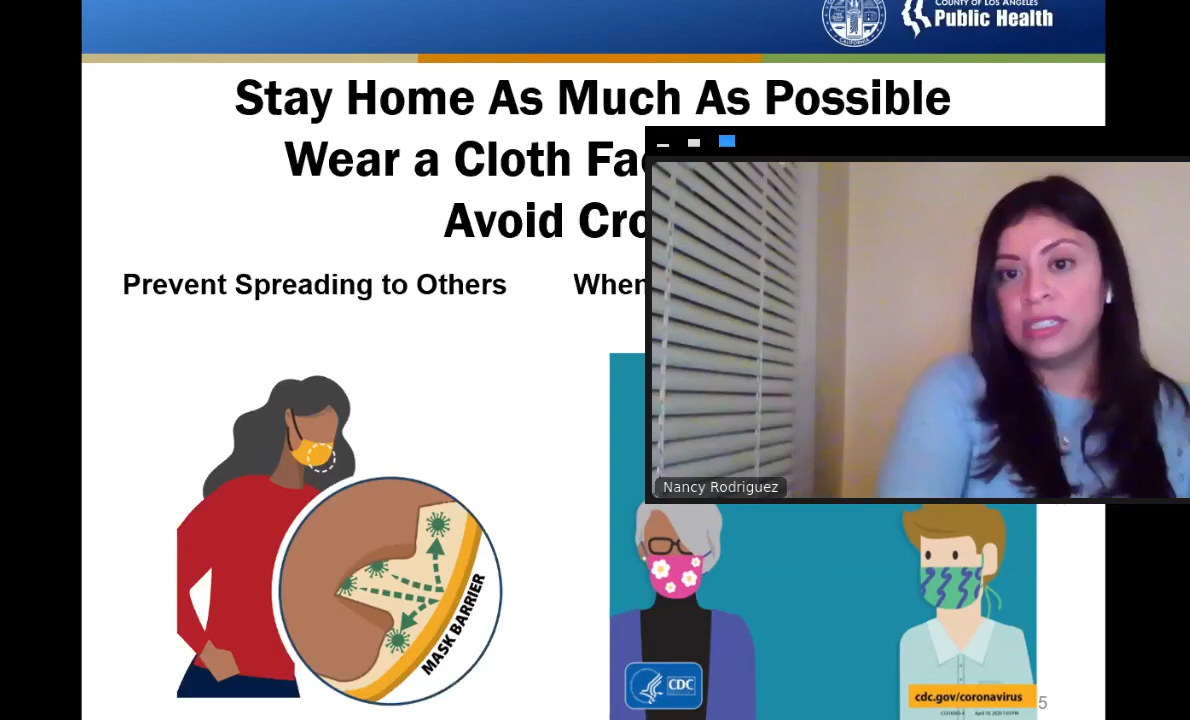 COUNTY OF LOS ANGELES
Public Health
Stay Home As Much As Possible
Wear a Cloth Fa
Avoid Cro
Prevent Spreading to Others
When
Nancy Rodriguez
MASK BARRIER
CDC
cdc.gov/coronavirus
5